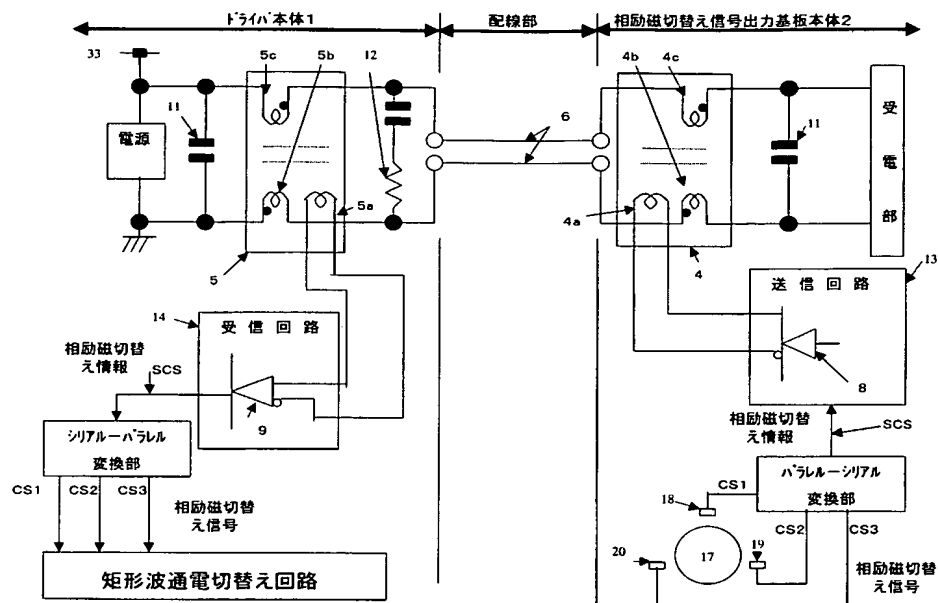 ドライバ本体1
配線部
相励磁切替え信号出力基板本体2
33
5c
5b
12
4b
4c
11
電源
6
11
受電部
5a
4a
5
4
13
14
受信回路
送信回路
相励磁切替
え情報
SCS
9
8
相励磁切替
え情報
SCS
シリアルーパラレル
変換部
パラレルーシリアル
変換部
CS1
CS2
CS3
相励磁切替
え信号
CS1
18
CS2
CS3
20
17
19
相励磁切替
え信号
矩形波通電切替え回路